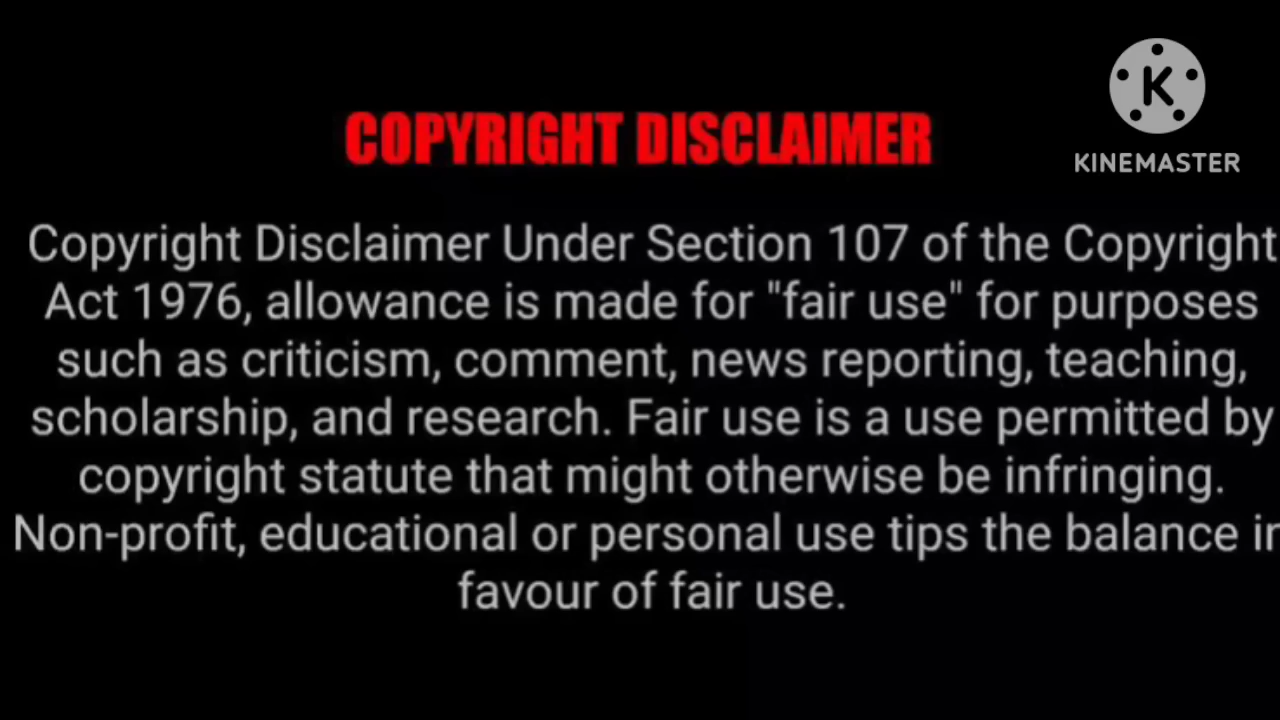 COPYRIGHT DISCLAIMER
K
KINEMASTER
Copyright Disclaimer Under Section 107 of the Copyright
Act 1976, allowance is made for "fair use" for purposes
such as criticism, comment, news reporting, teaching,
scholarship, and research. Fair use is a use permitted by
copyright statute that might otherwise be infringing.
Non-profit, educational or personal use tips the balance in
favour of fair use.